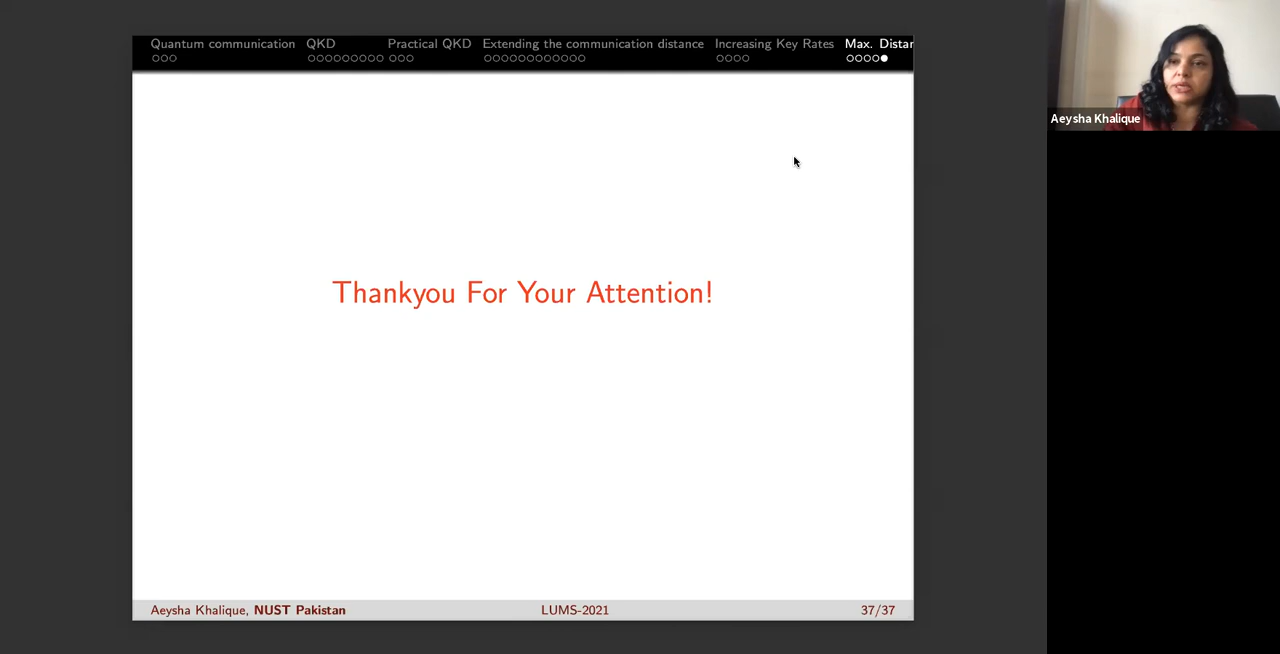 Quantum communication QKD Practical QKD Extending the communication distance Increasing Key Rates Max. Distan
Aeysha Khalique
Thankyou For Your Attention!
Aeysha Khalique, NUST Pakistan LUMS-2021 37/37